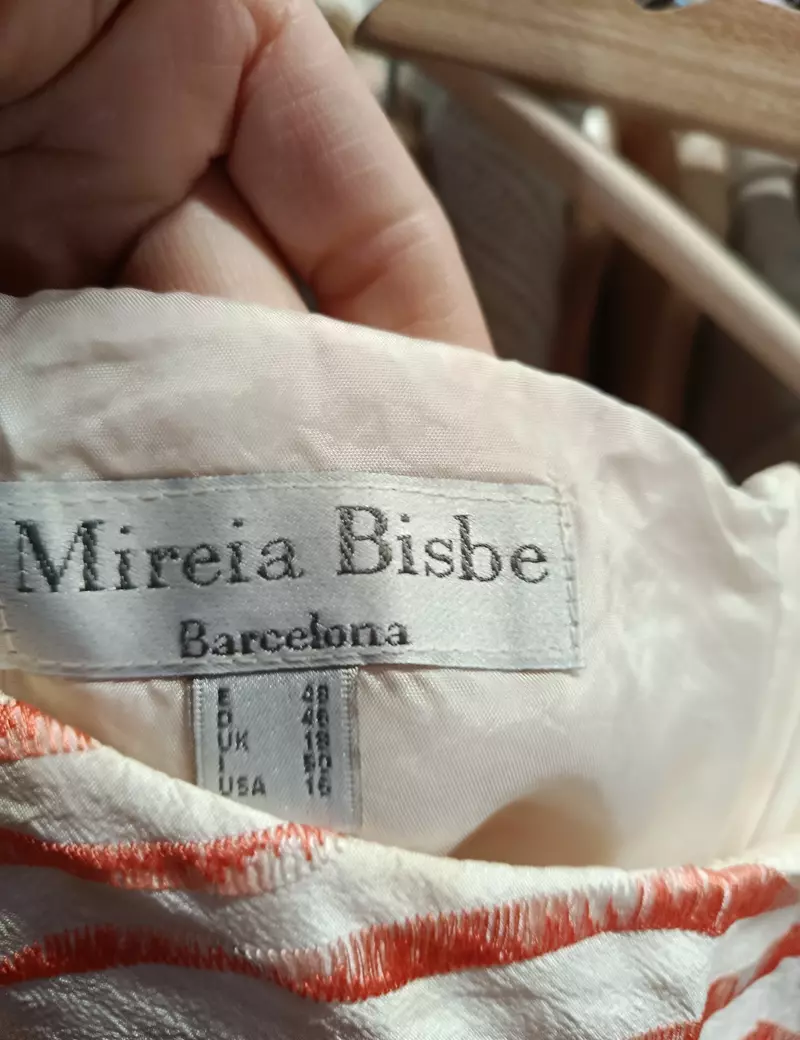 Mireia Bisbe
Barcelona
E 48
D 46
UK 18
I 50
USA 16